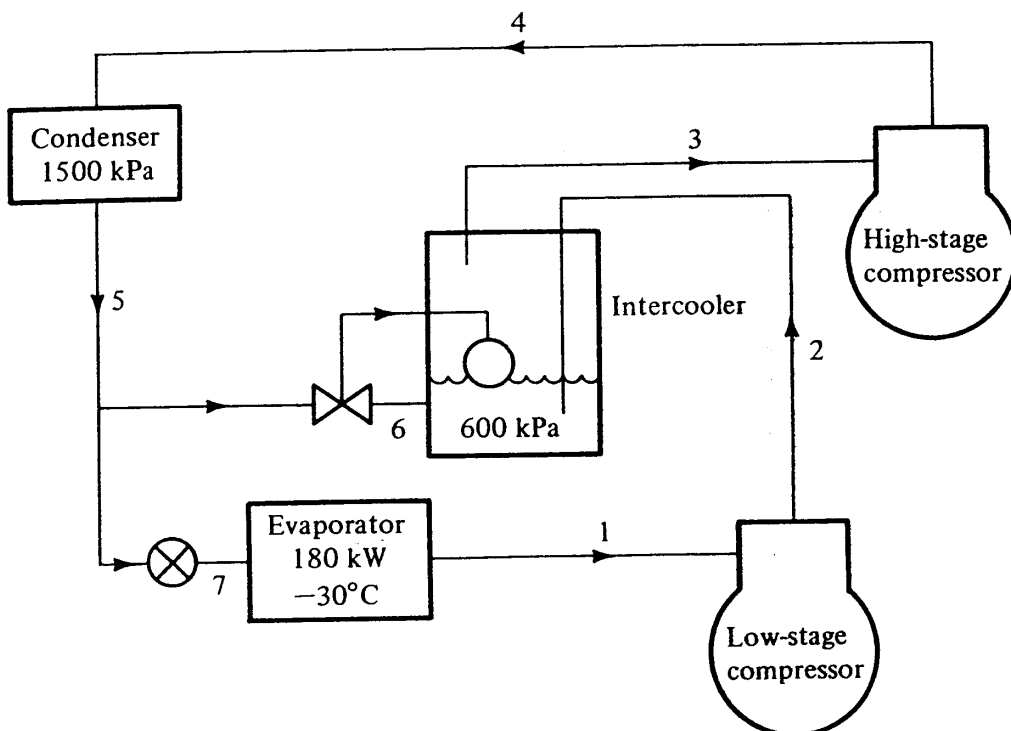 4
Condenser
1500 kPa
3
High-stage
compressor
5
Intercooler
2
6
600 kPa
Evaporator
180 kW
−30°C
1
7
Low-stage
compressor